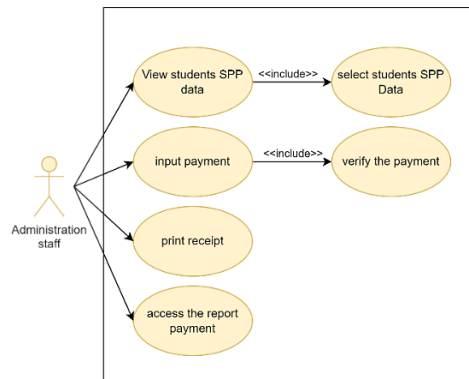 View students SPP
data
<<include>>
select students SPP
Data
input payment
<<include>>
verify the payment
Administration
staff
print receipt
access the report
payment